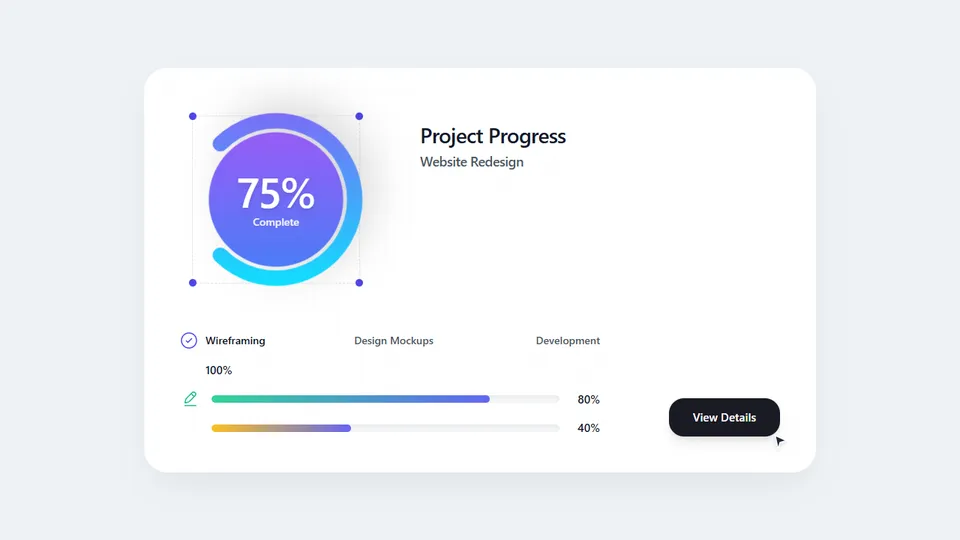 75%
Complete
Project Progress
Website Redesign
Wireframing
Design Mockups
Development
100%
80%
40%
View Details